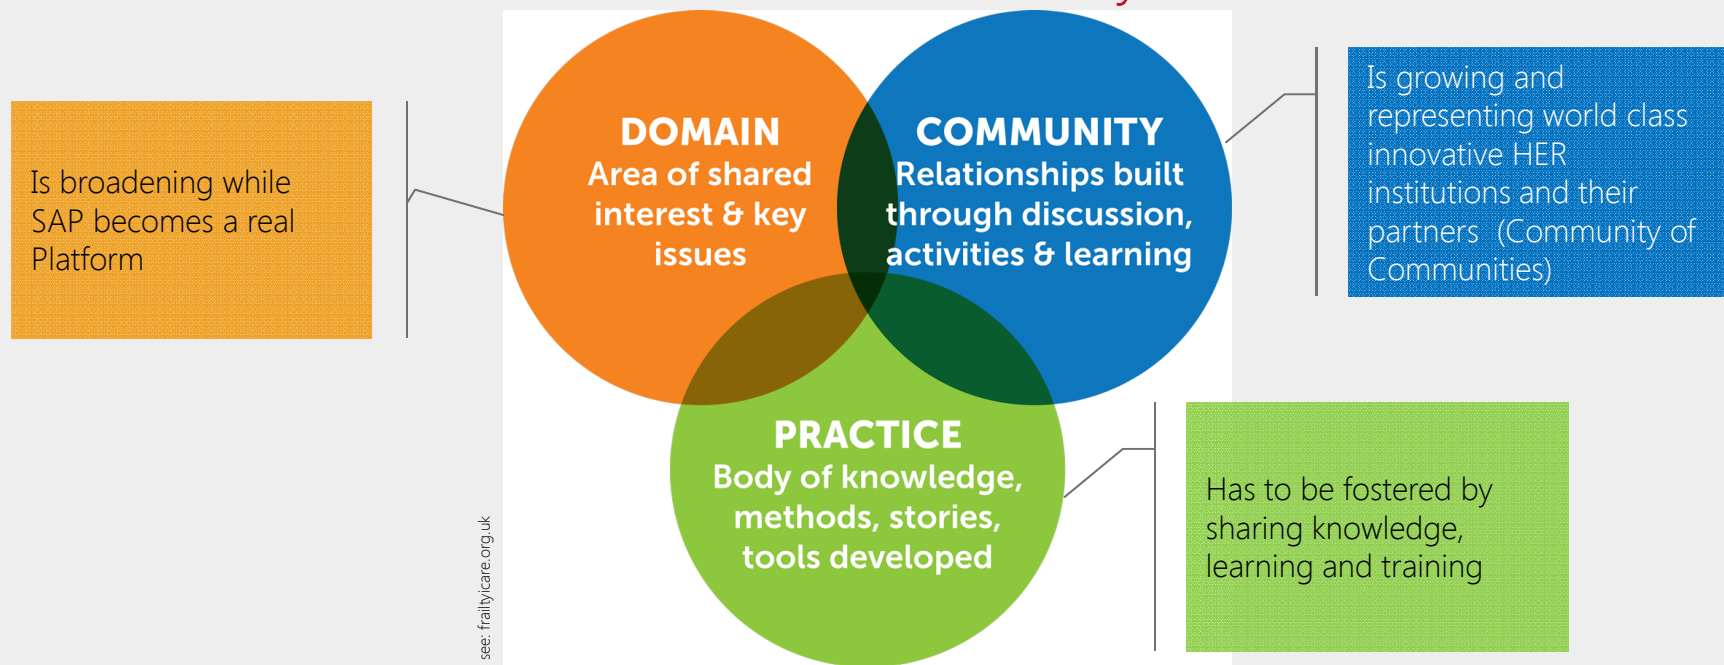 Is broadening while
SAP becomes a real
Platform
DOMAIN
Area of shared
interest & key
issues
COMMUNITY
Relationships built
through discussion,
activities & learning
Is growing and
representing world class
innovative HER
institutions and their
partners  (Community of
Communities)
PRACTICE
Body of knowledge,
methods, stories,
tools developed
Has to be fostered by
sharing knowledge,
learning and training
see: frailtyicare.org.uk